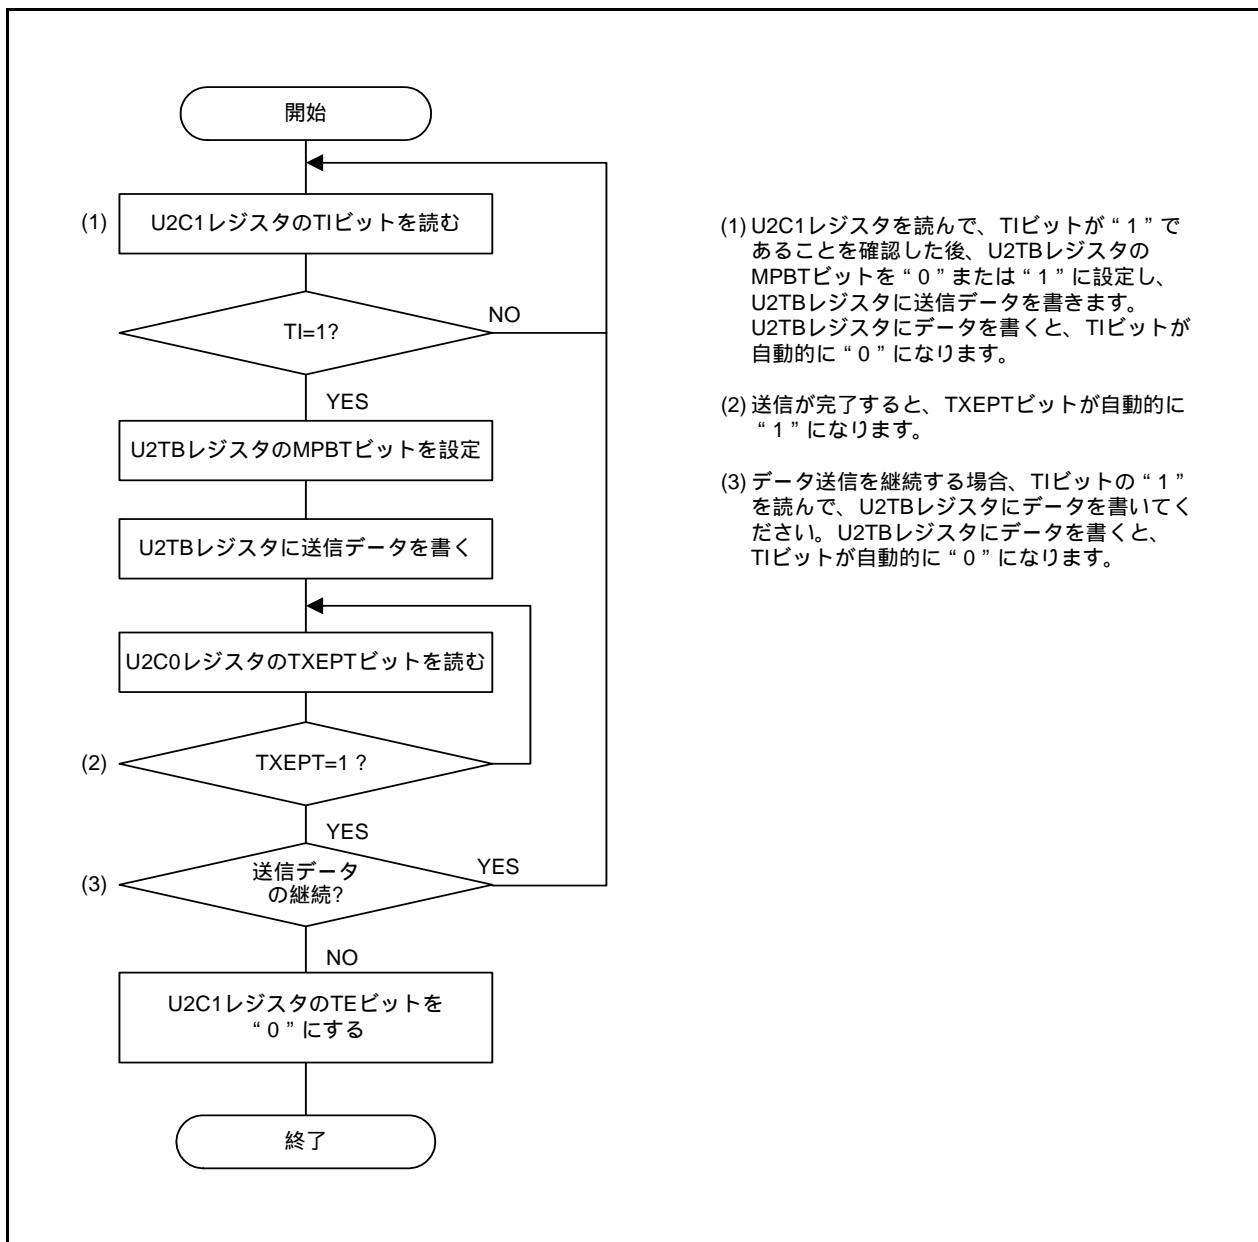 開始
(1)
U2C1レジスタのTIビットを読む
TI=1?
NO
YES
U2TBレジスタのMPBTビットを設定
U2TBレジスタに送信データを書く
U2C0レジスタのTXEPTビットを読む
(2)
TXEPT=1 ?
YES
(3)
送信データ
の継続?
YES
NO
U2C1レジスタのTEビットを
“ 0 ” にする
終了
(1) U2C1レジスタを読んで、TIビットが “ 1 ” で
あることを確認した後、U2TBレジスタの
MPBTビットを “ 0 ” または “ 1 ” に設定し、
U2TBレジスタに送信データを書きます。
U2TBレジスタにデータを書くと、TIビットが
自動的に “ 0 ” になります。
(2) 送信が完了すると、TXEPTビットが自動的に
“ 1 ” になります。
(3) データ送信を継続する場合、TIビットの “ 1 ”
を読んで、U2TBレジスタにデータを書いてく
ださい。U2TBレジスタにデータを書くと、
TIビットが自動的に “ 0 ” になります。